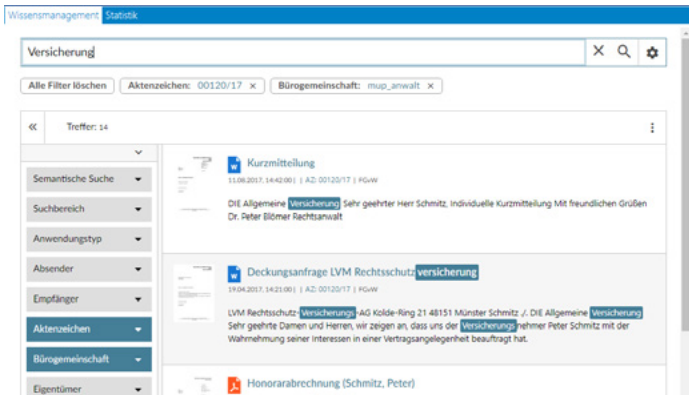 Wissensmanagement Statistik
Versicherung
Alle Filter löschen Aktenzeichen: 00120/17 × Bürogemeinschaft: mup_anwalt ×
« Treffer: 14
Semantische Suche
Suchbereich
Anwendungstyp
Absender
Empfänger
Aktenzeichen
Bürogemeinschaft
Eigentümer
Kurzmitteilung
11.08.2017, 14:42:00 | | AZ: 00120/17 | FGvW
DIE Allgemeine Versicherung Sehr geehrter Herr Schmitz, Individuelle Kurzmitteilung Mit freundlichen Grüßen
Dr. Peter Blömer Rechtsanwalt
Deckungsanfrage LVM Rechtsschutzversicherung
19.04.2017, 14:21:00 | | AZ: 00120/17 | FGvW
LVM Rechtsschutz-Versicherungs-AG Kolde-Ring 21 48151 Münster Schmitz ./. DIE Allgemeine Versicherung
Sehr geehrte Damen und Herren, wir zeigen an, dass uns der Versicherungsnehmer Peter Schmitz mit der
Wahrnehmung seiner Interessen in einer Vertragsangelegenheit beauftragt hat.
Honorarabrechnung (Schmitz, Peter)